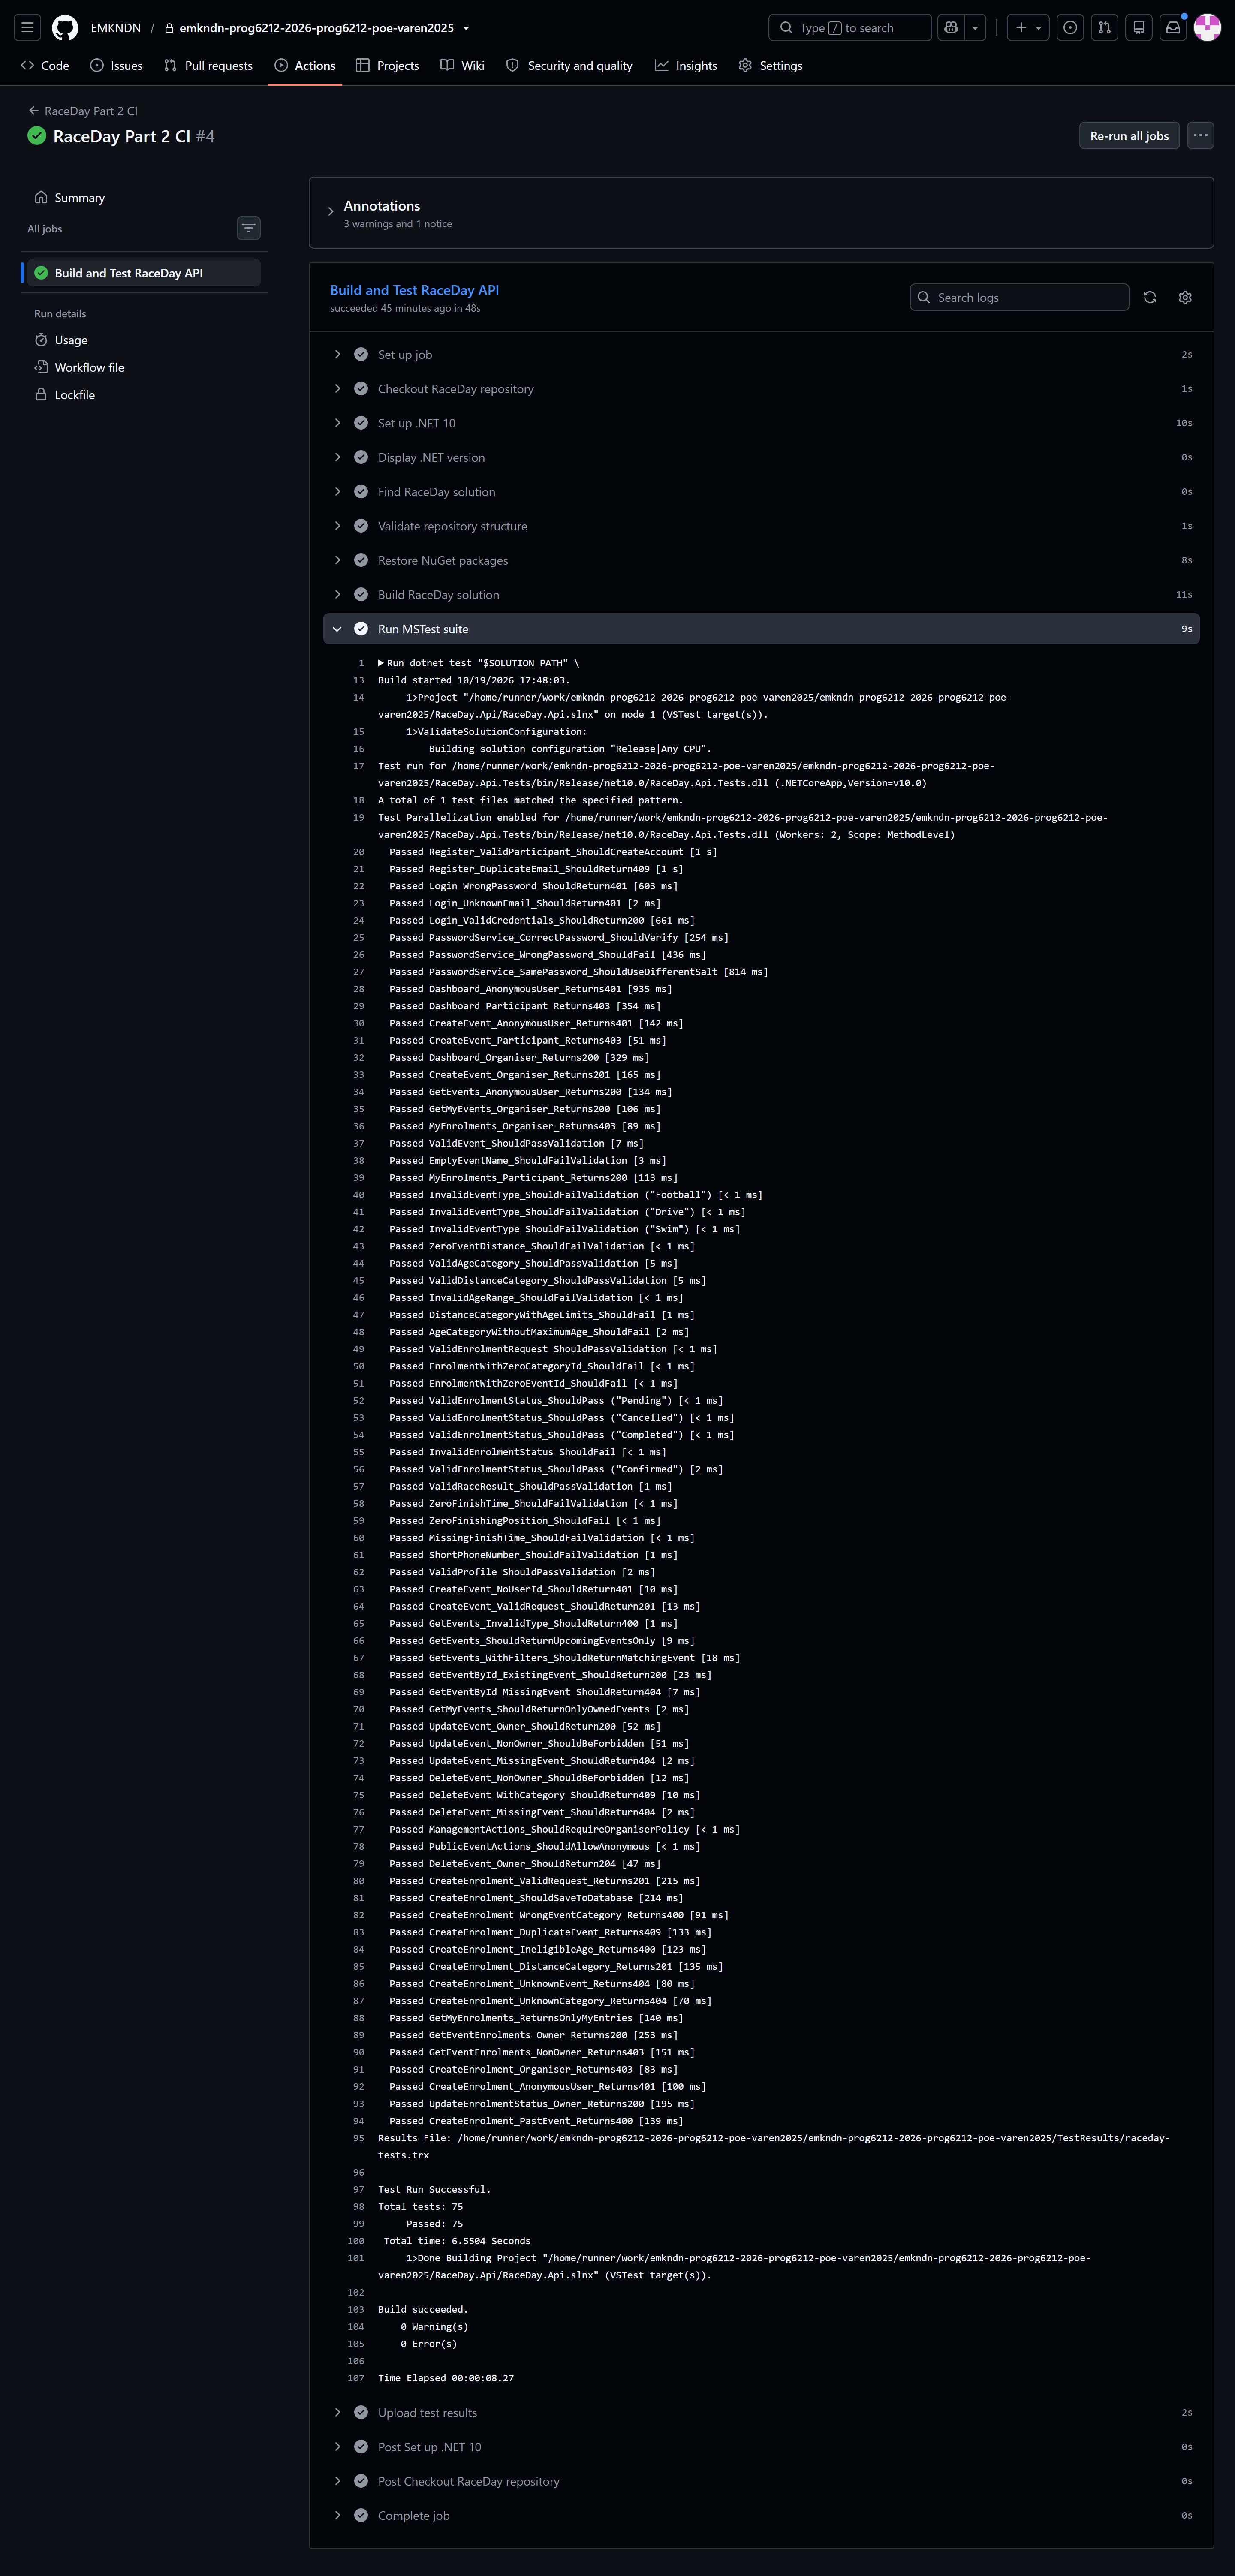 EMKNDN / emkndn-prog6212-2026-prog6212-poe-varen2025
Type / to search
Code Issues Pull requests Actions Projects Wiki Security and quality Insights Settings
RaceDay Part 2 CI
RaceDay Part 2 CI #4
Re-run all jobs
Summary
All jobs
Build and Test RaceDay API
Run details
Usage
Workflow file
Lockfile
Annotations
3 warnings and 1 notice
Build and Test RaceDay API
succeeded 45 minutes ago in 48s
Search logs
Set up job 2s
Checkout RaceDay repository 1s
Set up .NET 10 10s
Display .NET version 0s
Find RaceDay solution 0s
Validate repository structure 1s
Restore NuGet packages 8s
Build RaceDay solution 11s
Run MSTest suite 9s
1 Run dotnet test "$SOLUTION_PATH" \
13 Build started 10/19/2026 17:48:03.
14 1>Project "/home/runner/work/emkndn-prog6212-2026-prog6212-poe-varen2025/emkndn-prog6212-2026-prog6212-poe-
varen2025/RaceDay.Api/RaceDay.Api.slnx" on node 1 (VSTest target(s)).
15 1>ValidateSolutionConfiguration:
16 Building solution configuration "Release|Any CPU".
17 Test run for /home/runner/work/emkndn-prog6212-2026-prog6212-poe-varen2025/emkndn-prog6212-2026-prog6212-poe-
varen2025/RaceDay.Api.Tests/bin/Release/net10.0/RaceDay.Api.Tests.dll (.NETCoreApp,Version=v10.0)
18 A total of 1 test files matched the specified pattern.
19 Test Parallelization enabled for /home/runner/work/emkndn-prog6212-2026-prog6212-poe-varen2025/emkndn-prog6212-2026-prog6212-poe-
varen2025/RaceDay.Api.Tests/bin/Release/net10.0/RaceDay.Api.Tests.dll (Workers: 2, Scope: MethodLevel)
20 Passed Register_ValidParticipant_ShouldCreateAccount [1 s]
21 Passed Register_DuplicateEmail_ShouldReturn409 [1 s]
22 Passed Login_WrongPassword_ShouldReturn401 [603 ms]
23 Passed Login_UnknownEmail_ShouldReturn401 [2 ms]
24 Passed Login_ValidCredentials_ShouldReturn200 [661 ms]
25 Passed PasswordService_CorrectPassword_ShouldVerify [254 ms]
26 Passed PasswordService_WrongPassword_ShouldFail [436 ms]
27 Passed PasswordService_SamePassword_ShouldUseDifferentSalt [814 ms]
28 Passed Dashboard_AnonymousUser_Returns401 [935 ms]
29 Passed Dashboard_Participant_Returns403 [354 ms]
30 Passed CreateEvent_AnonymousUser_Returns401 [142 ms]
31 Passed CreateEvent_Participant_Returns403 [51 ms]
32 Passed Dashboard_Organiser_Returns200 [329 ms]
33 Passed CreateEvent_Organiser_Returns201 [165 ms]
34 Passed GetEvents_AnonymousUser_Returns200 [134 ms]
35 Passed GetMyEvents_Organiser_Returns200 [106 ms]
36 Passed MyEnrolments_Organiser_Returns403 [89 ms]
37 Passed ValidEvent_ShouldPassValidation [7 ms]
38 Passed EmptyEventName_ShouldFailValidation [3 ms]
39 Passed MyEnrolments_Participant_Returns200 [113 ms]
40 Passed InvalidEventType_ShouldFailValidation ("Football") [< 1 ms]
41 Passed InvalidEventType_ShouldFailValidation ("Drive") [< 1 ms]
42 Passed InvalidEventType_ShouldFailValidation ("Swim") [< 1 ms]
43 Passed ZeroEventDistance_ShouldFailValidation [< 1 ms]
44 Passed ValidAgeCategory_ShouldPassValidation [5 ms]
45 Passed ValidDistanceCategory_ShouldPassValidation [5 ms]
46 Passed InvalidAgeRange_ShouldFailValidation [< 1 ms]
47 Passed DistanceCategoryWithAgeLimits_ShouldFail [1 ms]
48 Passed AgeCategoryWithoutMaximumAge_ShouldFail [2 ms]
49 Passed ValidEnrolmentRequest_ShouldPassValidation [< 1 ms]
50 Passed EnrolmentWithZeroCategoryId_ShouldFail [< 1 ms]
51 Passed EnrolmentWithZeroEventId_ShouldFail [< 1 ms]
52 Passed ValidEnrolmentStatus_ShouldPass ("Pending") [< 1 ms]
53 Passed ValidEnrolmentStatus_ShouldPass ("Cancelled") [< 1 ms]
54 Passed ValidEnrolmentStatus_ShouldPass ("Completed") [< 1 ms]
55 Passed InvalidEnrolmentStatus_ShouldFail [< 1 ms]
56 Passed ValidEnrolmentStatus_ShouldPass ("Confirmed") [2 ms]
57 Passed ValidRaceResult_ShouldPassValidation [1 ms]
58 Passed ZeroFinishTime_ShouldFailValidation [< 1 ms]
59 Passed ZeroFinishingPosition_ShouldFail [< 1 ms]
60 Passed MissingFinishTime_ShouldFailValidation [< 1 ms]
61 Passed ShortPhoneNumber_ShouldFailValidation [1 ms]
62 Passed ValidProfile_ShouldPassValidation [2 ms]
63 Passed CreateEvent_NoUserId_ShouldReturn401 [10 ms]
64 Passed CreateEvent_ValidRequest_ShouldReturn201 [13 ms]
65 Passed GetEvents_InvalidType_ShouldReturn400 [1 ms]
66 Passed GetEvents_ShouldReturnUpcomingEventsOnly [9 ms]
67 Passed GetEvents_WithFilters_ShouldReturnMatchingEvent [18 ms]
68 Passed GetEventById_ExistingEvent_ShouldReturn200 [23 ms]
69 Passed GetEventById_MissingEvent_ShouldReturn404 [7 ms]
70 Passed GetMyEvents_ShouldReturnOnlyOwnedEvents [2 ms]
71 Passed UpdateEvent_Owner_ShouldReturn200 [52 ms]
72 Passed UpdateEvent_NonOwner_ShouldBeForbidden [51 ms]
73 Passed UpdateEvent_MissingEvent_ShouldReturn404 [2 ms]
74 Passed DeleteEvent_NonOwner_ShouldBeForbidden [12 ms]
75 Passed DeleteEvent_WithCategory_ShouldReturn409 [10 ms]
76 Passed DeleteEvent_MissingEvent_ShouldReturn404 [2 ms]
77 Passed ManagementActions_ShouldRequireOrganiserPolicy [< 1 ms]
78 Passed PublicEventActions_ShouldAllowAnonymous [< 1 ms]
79 Passed DeleteEvent_Owner_ShouldReturn204 [47 ms]
80 Passed CreateEnrolment_ValidRequest_Returns201 [215 ms]
81 Passed CreateEnrolment_ShouldSaveToDatabase [214 ms]
82 Passed CreateEnrolment_WrongEventCategory_Returns400 [91 ms]
83 Passed CreateEnrolment_DuplicateEvent_Returns409 [133 ms]
84 Passed CreateEnrolment_IneligibleAge_Returns400 [123 ms]
85 Passed CreateEnrolment_DistanceCategory_Returns201 [135 ms]
86 Passed CreateEnrolment_UnknownEvent_Returns404 [80 ms]
87 Passed CreateEnrolment_UnknownCategory_Returns404 [70 ms]
88 Passed GetMyEnrolments_ReturnsOnlyMyEntries [140 ms]
89 Passed GetEventEnrolments_Owner_Returns200 [253 ms]
90 Passed GetEventEnrolments_NonOwner_Returns403 [151 ms]
91 Passed CreateEnrolment_Organiser_Returns403 [83 ms]
92 Passed CreateEnrolment_AnonymousUser_Returns401 [100 ms]
93 Passed UpdateEnrolmentStatus_Owner_Returns200 [195 ms]
94 Passed CreateEnrolment_PastEvent_Returns400 [139 ms]
95 Results File: /home/runner/work/emkndn-prog6212-2026-prog6212-poe-varen2025/emkndn-prog6212-2026-prog6212-poe-varen2025/TestResults/raceday-
tests.trx
96
97 Test Run Successful.
98 Total tests: 75
99 Passed: 75
100 Total time: 6.5504 Seconds
101 1>Done Building Project "/home/runner/work/emkndn-prog6212-2026-prog6212-poe-varen2025/emkndn-prog6212-2026-prog6212-poe-
varen2025/RaceDay.Api/RaceDay.Api.slnx" (VSTest target(s)).
102
103 Build succeeded.
104 0 Warning(s)
105 0 Error(s)
106
107 Time Elapsed 00:00:08.27
Upload test results 2s
Post Set up .NET 10 0s
Post Checkout RaceDay repository 0s
Complete job 0s